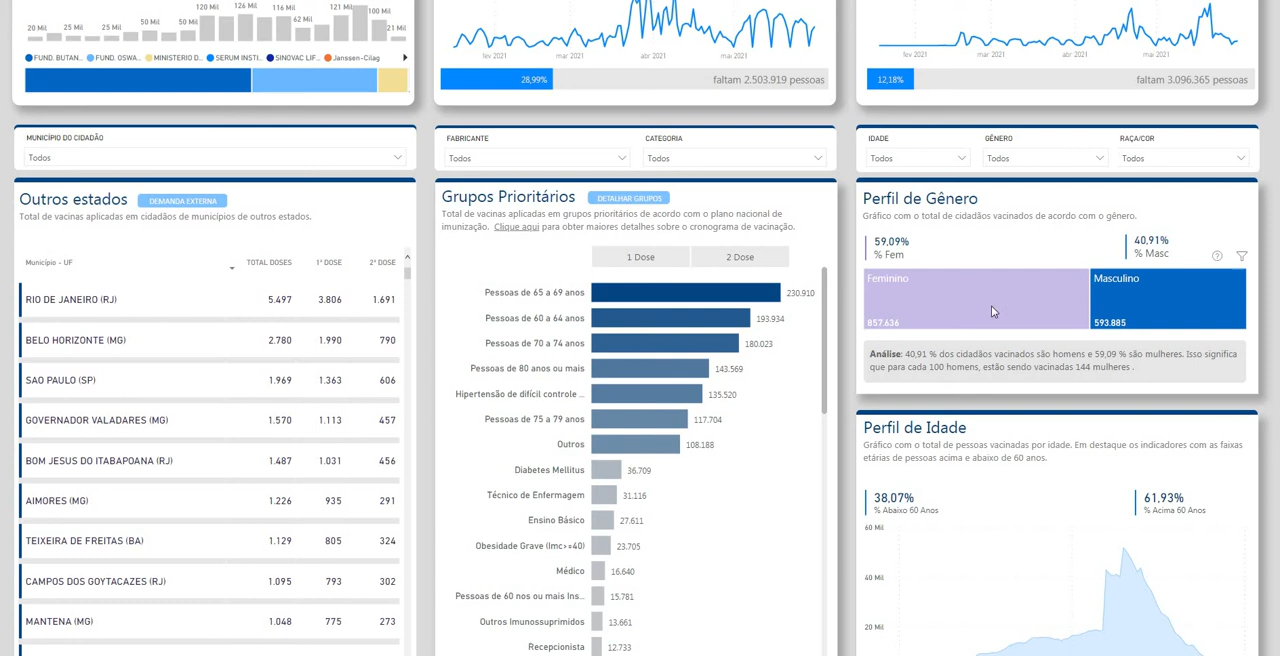 20 Mil
25 Mil
25 Mil
50 Mil
50 Mil
120 Mil
126 Mil
116 Mil
62 Mil
121 Mil
100 Mil
21 Mil
FUND. BUTAN...
FUND. OSWA...
MINISTERIO D...
SERUM INSTI...
SINOVAC LIF...
Janssen-Cilag
fev 2021
mar 2021
abr 2021
mai 2021
28,99%
faltam 2.503.919 pessoas
fev 2021
mar 2021
abr 2021
mai 2021
12,18%
faltam 3.096.365 pessoas
MUNICÍPIO DO CIDADÃO
Todos
FABRICANTE
Todos
CATEGORIA
Todos
IDADE
Todos
GÊNERO
Todos
RAÇA/COR
Todos
Outros estados
DEMANDA EXTERNA
Total de vacinas aplicadas em cidadãos de municípios de outros estados.
Município - UF TOTAL DOSES 1ª DOSE 2ª DOSE
RIO DE JANEIRO (RJ) 5.497 3.806 1.691
BELO HORIZONTE (MG) 2.780 1.990 790
SAO PAULO (SP) 1.969 1.363 606
GOVERNADOR VALADARES (MG) 1.570 1.113 457
BOM JESUS DO ITABAPOANA (RJ) 1.487 1.031 456
AIMORES (MG) 1.226 935 291
TEIXEIRA DE FREITAS (BA) 1.129 805 324
CAMPOS DOS GOYTACAZES (RJ) 1.095 793 302
MANTENA (MG) 1.048 775 273
Grupos Prioritários
DETALHAR GRUPOS
Total de vacinas aplicadas em grupos prioritários de acordo com o plano nacional de
imunização. Clique aqui para obter maiores detalhes sobre o cronograma de vacinação.
1 Dose
2 Dose
Pessoas de 65 a 69 anos 230.910
Pessoas de 60 a 64 anos 193.934
Pessoas de 70 a 74 anos 180.023
Pessoas de 80 anos ou mais 143.569
Hipertensão de difícil controle ... 135.520
Pessoas de 75 a 79 anos 117.704
Outros 108.188
Diabetes Mellitus 36.709
Técnico de Enfermagem 31.116
Ensino Básico 27.611
Obesidade Grave (Imc>=40) 23.705
Médico 16.640
Pessoas de 60 nos ou mais Ins... 15.781
Outros Imunossuprimidos 13.661
Recepcionista 12.733
Perfil de Gênero
Gráfico com o total de cidadãos vacinados de acordo com o gênero.
59,09%
% Fem
40,91%
% Masc
Feminino
857.636
Masculino
593.885
Análise: 40,91 % dos cidadãos vacinados são homens e 59,09 % são mulheres. Isso significa
que para cada 100 homens, estão sendo vacinadas 144 mulheres .
Perfil de Idade
Gráfico com o total de pessoas vacinadas por idade. Em destaque os indicadores com as faixas
etárias de pessoas acima e abaixo de 60 anos.
38,07%
% Abaixo 60 Anos
61,93%
% Acima 60 Anos
60 Mil
40 Mil
20 Mil